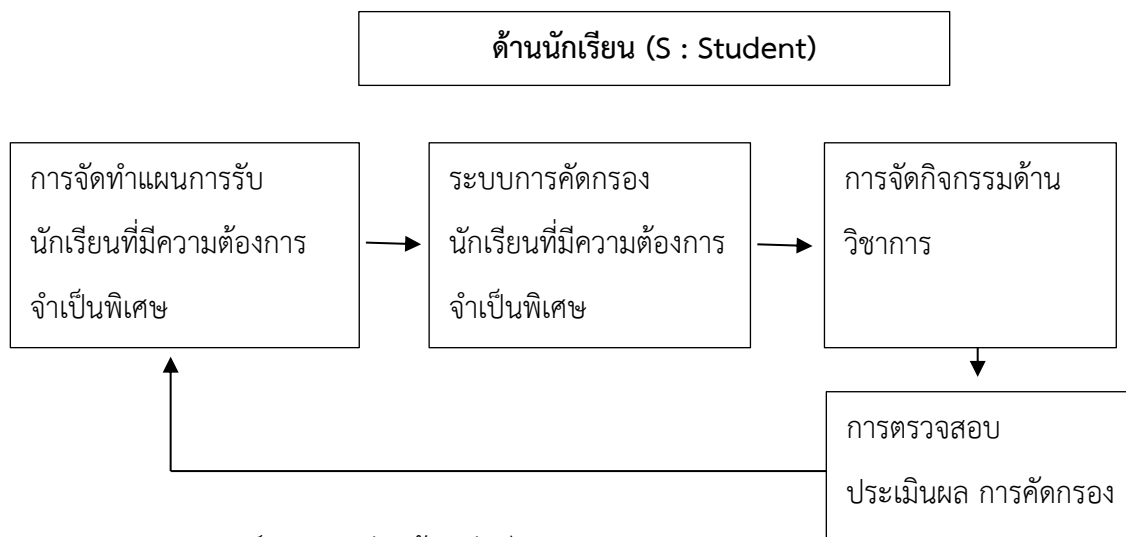 ด้านนักเรียน (S : Student)
การจัดทำแผนการรับ
นักเรียนที่มีความต้องการ
จำเป็นพิเศษ
ระบบการคัดกรอง
นักเรียนที่มีความต้องการ
จำเป็นพิเศษ
การจัดกิจกรรมด้าน
วิชาการ
การตรวจสอบ
ประเมินผล การคัดกรอง